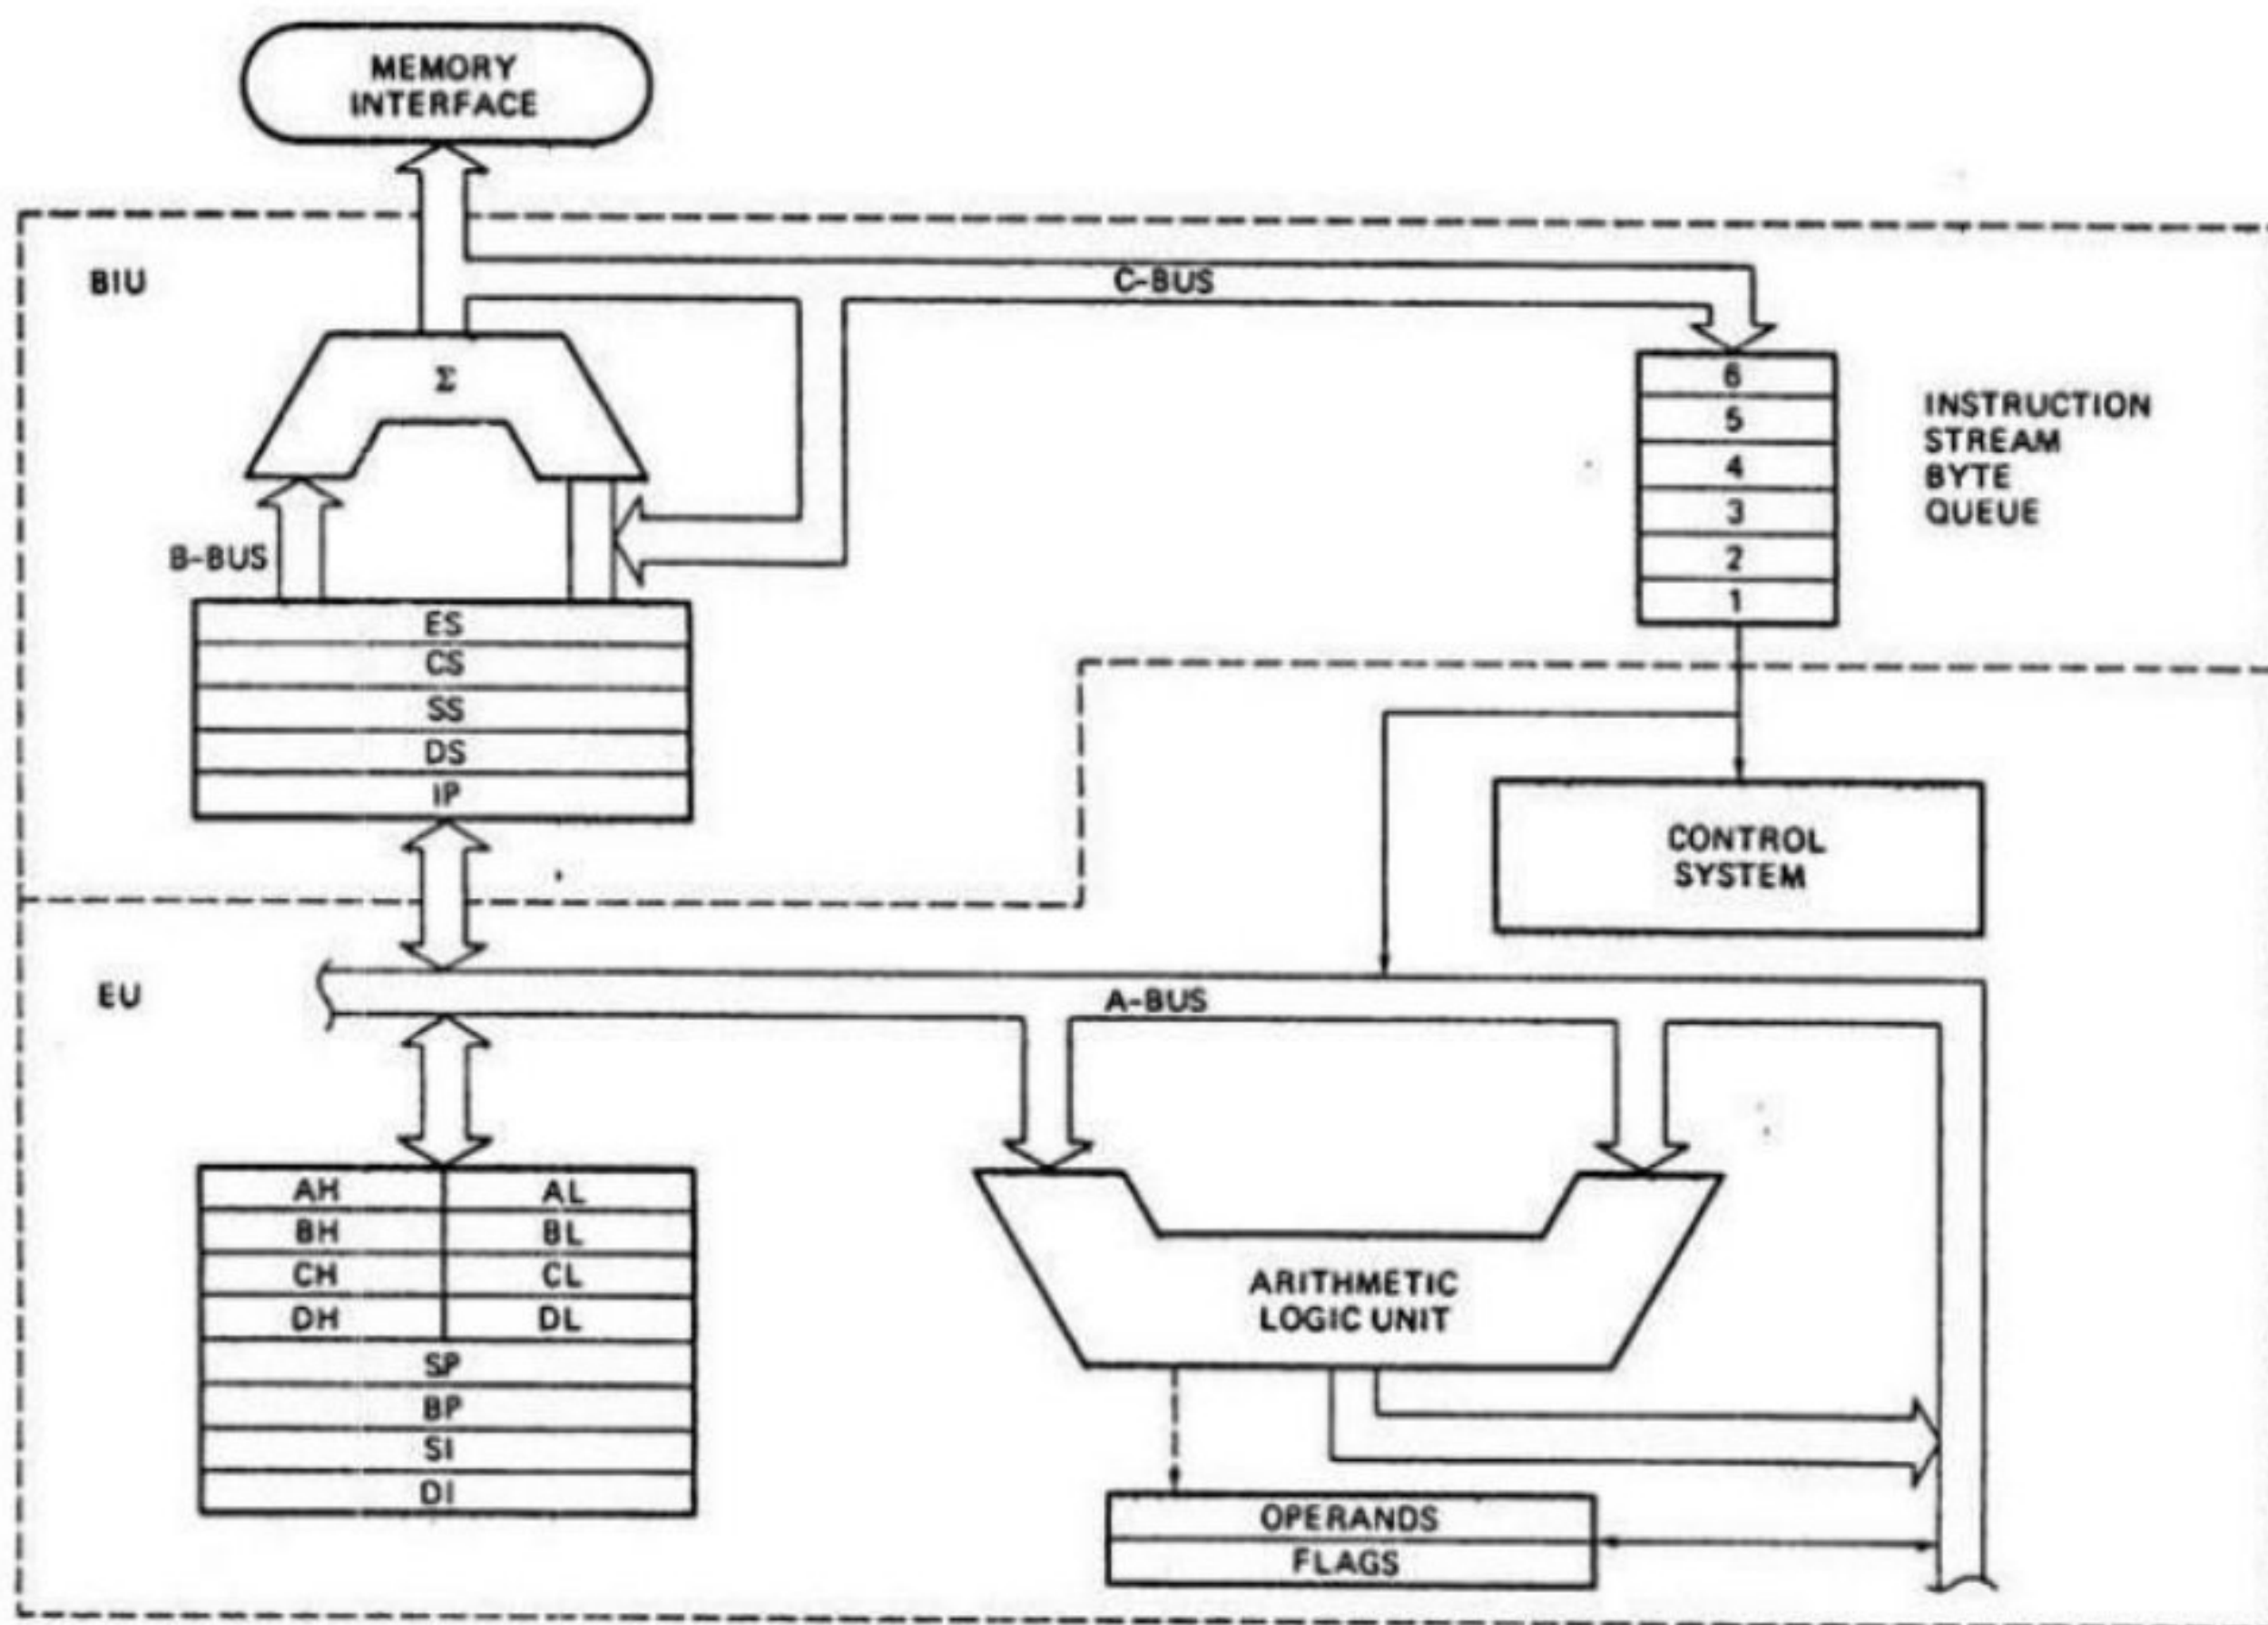 MEMORY
INTERFACE
BIU
C-BUS
Σ
6
5
4
3
2
1
INSTRUCTION
STREAM
BYTE
QUEUE
B-BUS
ES
CS
SS
DS
IP
CONTROL
SYSTEM
EU
A-BUS
AH AL
BH BL
CH CL
DH DL
SP
BP
SI
DI
ARITHMETIC
LOGIC UNIT
OPERANDS
FLAGS